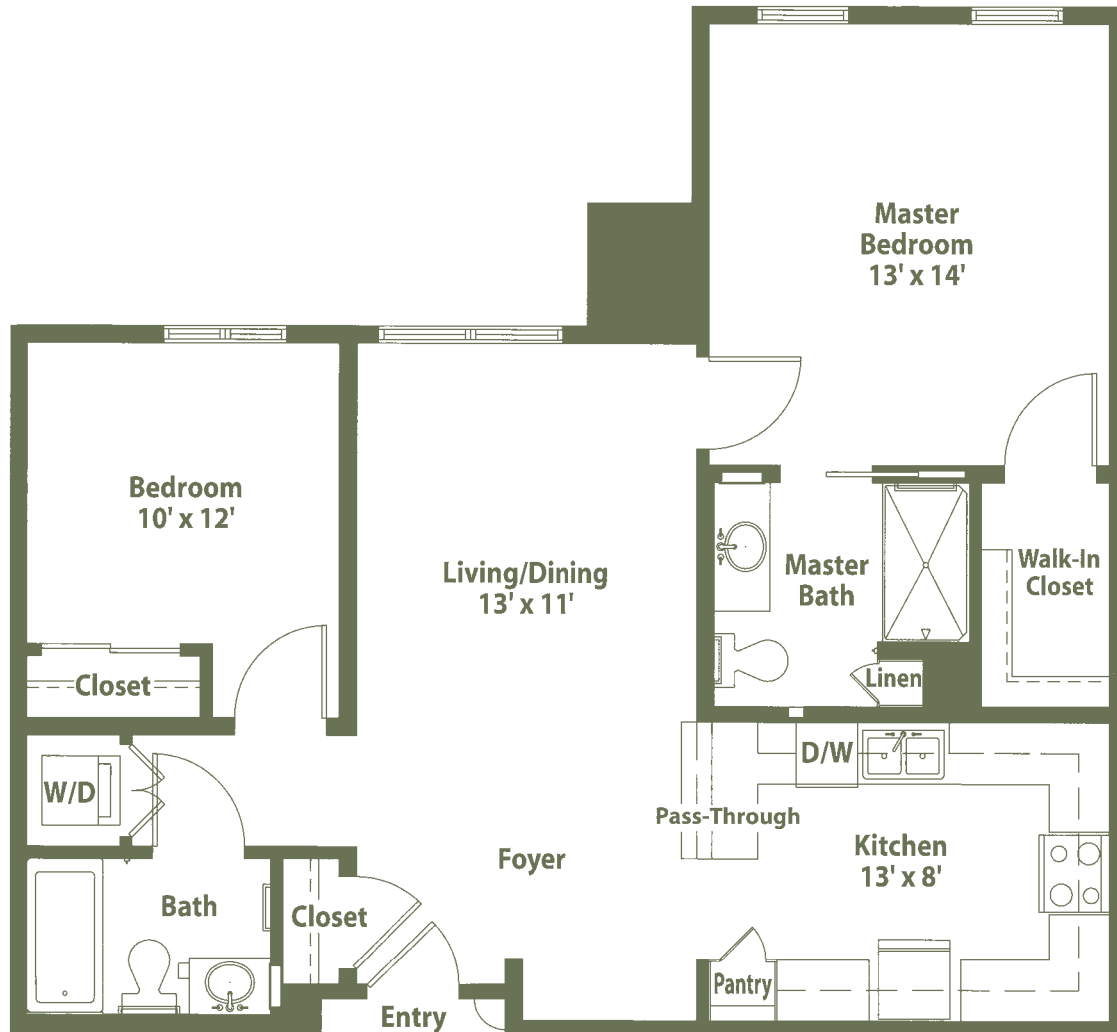 Master
Bedroom
13' x 14'
Bedroom
10' x 12'
Living/Dining
13' x 11'
Master
Bath
Walk-In
Closet
Closet
Linen
W/D
D/W
Pass-Through
Foyer
Kitchen
13' x 8'
Bath
Closet
Pantry
Entry